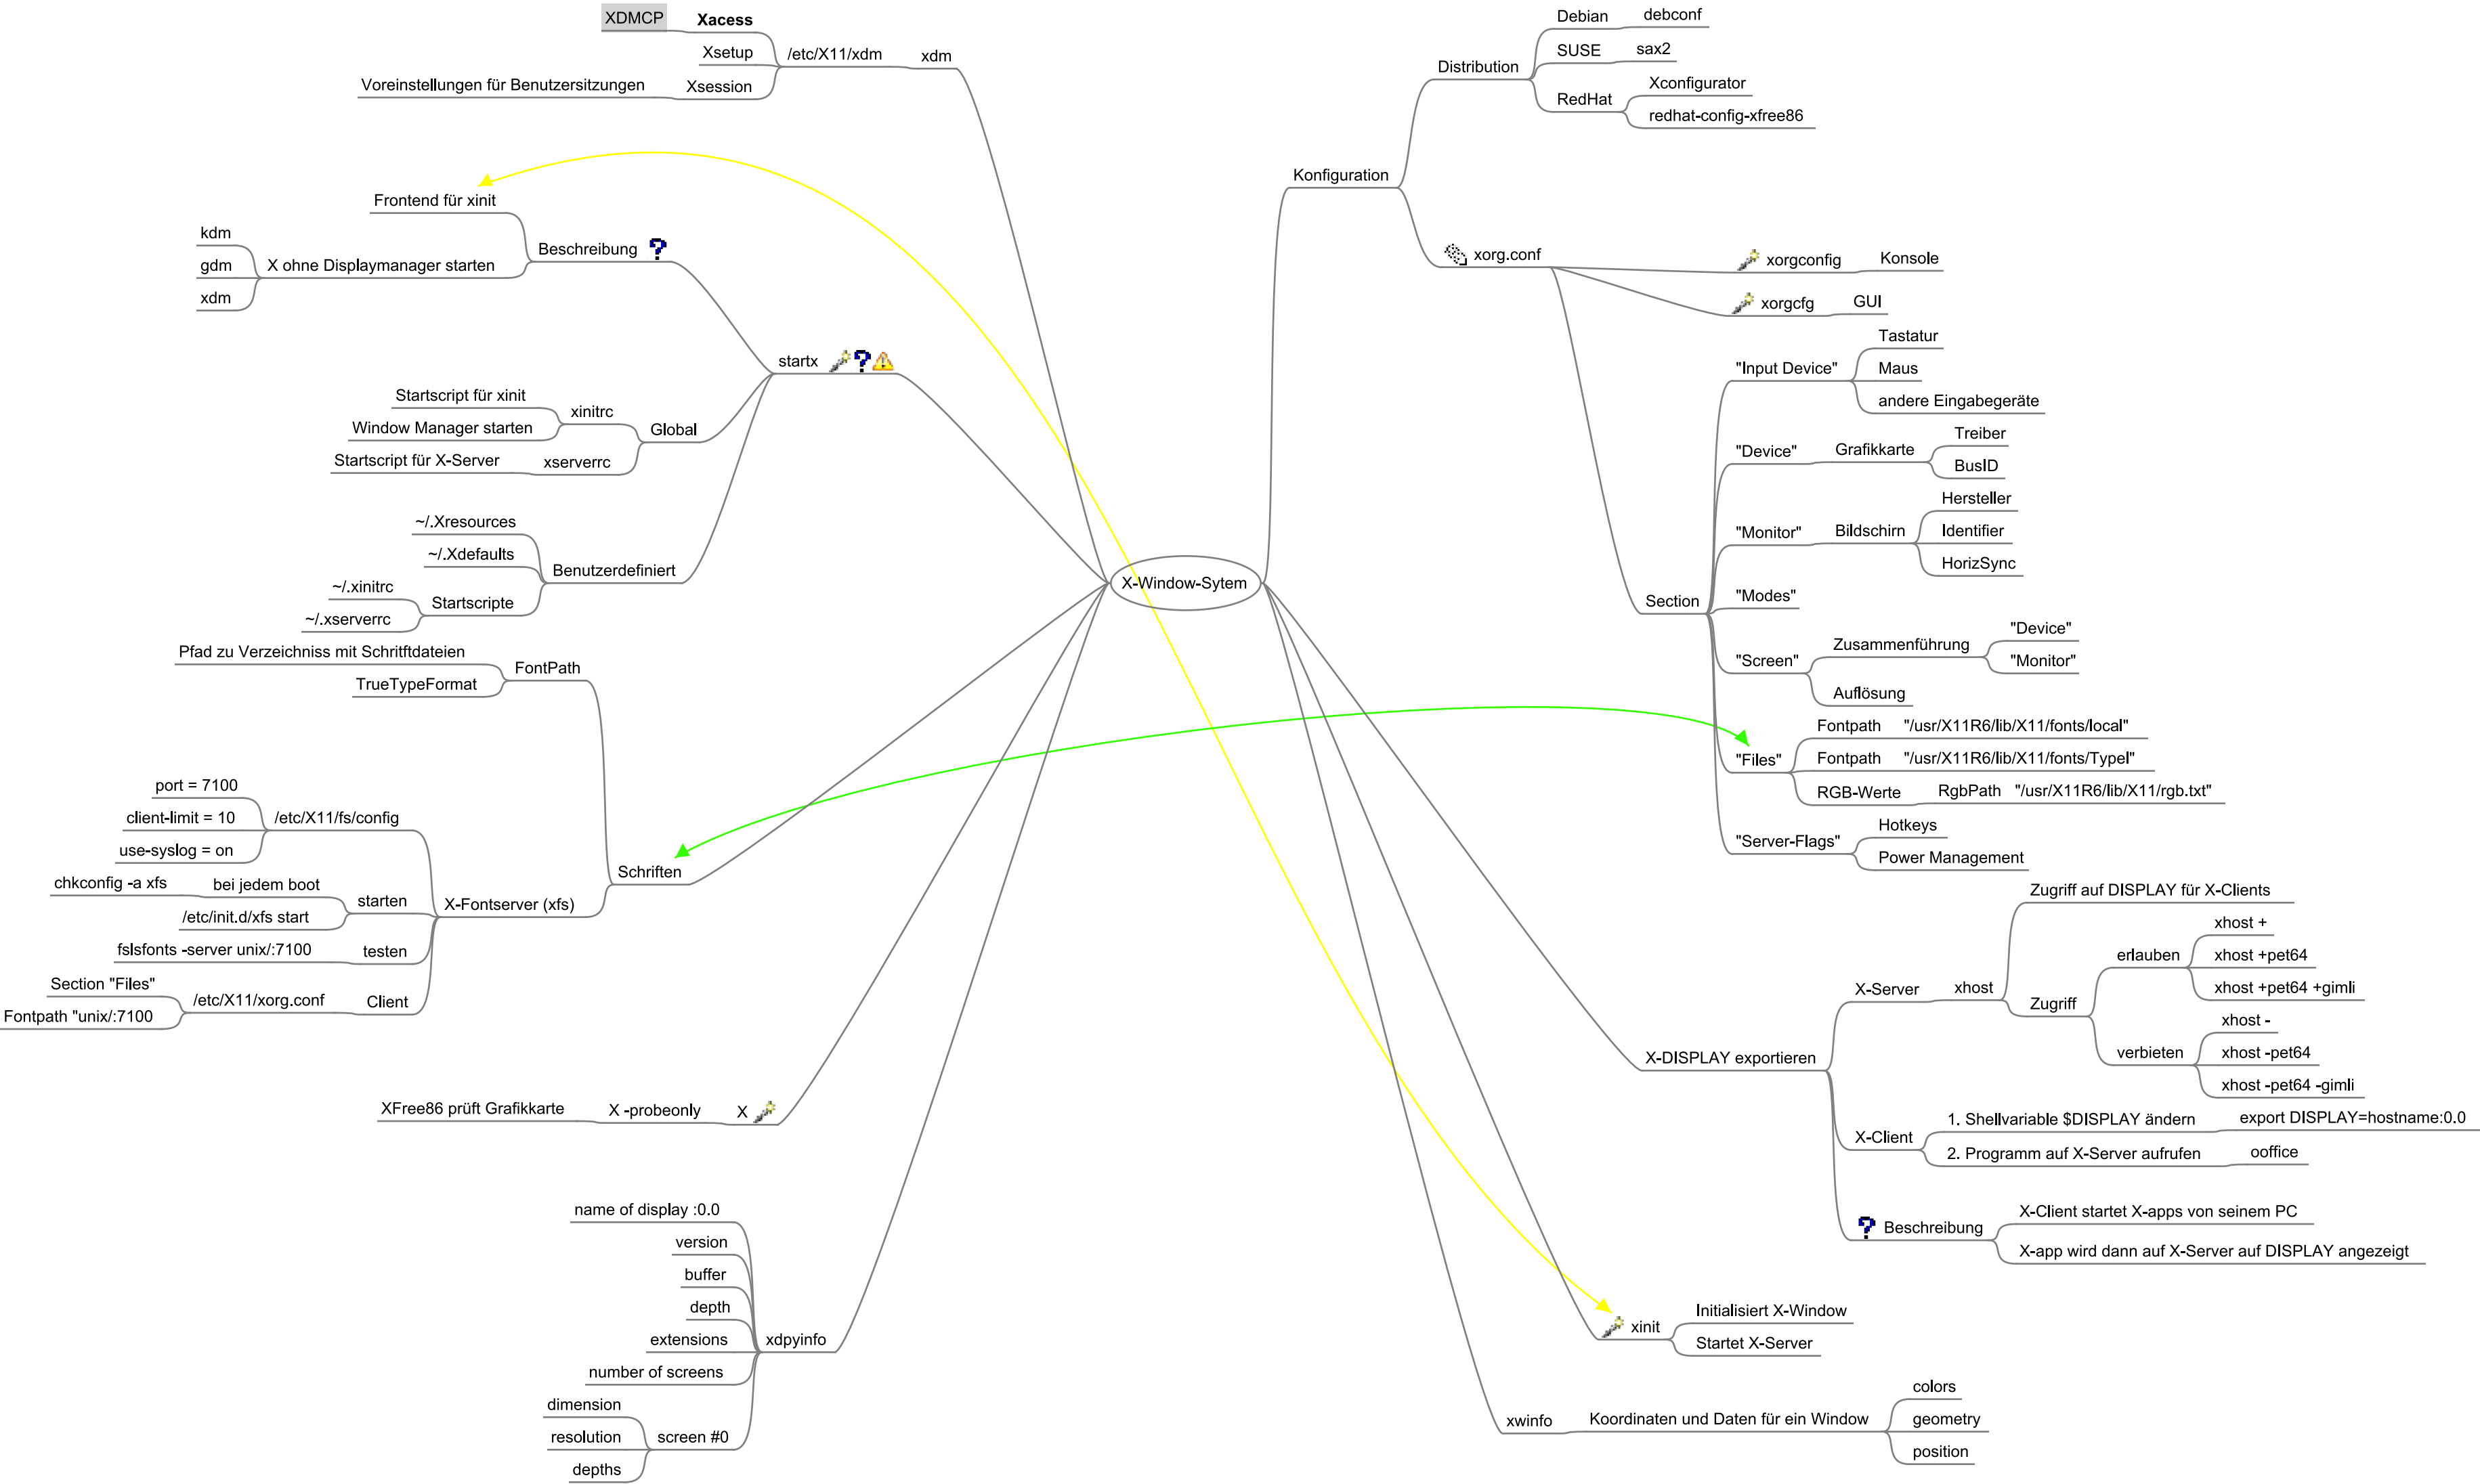 X-Window-Sytem
xdm
/etc/X11/xdm
Xacess
XDMCP
Xsetup
Xsession
Voreinstellungen für Benutzersitzungen
startx
Beschreibung
Frontend für xinit
X ohne Displaymanager starten
kdm
gdm
xdm
Global
xinitrc
Startscript für xinit
Window Manager starten
xserverrc
Startscript für X-Server
Benutzerdefiniert
~/.Xresources
~/.Xdefaults
Startscripte
~/.xinitrc
~/.xserverrc
Schriften
FontPath
Pfad zu Verzeichniss mit Schritftdateien
TrueTypeFormat
X-Fontserver (xfs)
/etc/X11/fs/config
port = 7100
client-limit = 10
use-syslog = on
starten
bei jedem boot
chkconfig -a xfs
/etc/init.d/xfs start
testen
fslsfonts -server unix/:7100
Client
/etc/X11/xorg.conf
Section "Files"
Fontpath "unix/:7100
X
X -probeonly
XFree86 prüft Grafikkarte
xdpyinfo
name of display :0.0
version
buffer
depth
extensions
number of screens
screen #0
dimension
resolution
depths
Konfiguration
Distribution
Debian
debconf
SUSE
sax2
RedHat
Xconfigurator
redhat-config-xfree86
xorg.conf
xorgconfig
Konsole
xorgcfg
GUI
Section
"Input Device"
Tastatur
Maus
andere Eingabegeräte
"Device"
Grafikkarte
Treiber
BusID
"Monitor"
Bildschirn
Hersteller
Identifier
HorizSync
"Modes"
"Screen"
Zusammenführung
"Device"
"Monitor"
Auflösung
"Files"
Fontpath "/usr/X11R6/lib/X11/fonts/local"
Fontpath "/usr/X11R6/lib/X11/fonts/Typel"
RGB-Werte
RgbPath "/usr/X11R6/lib/X11/rgb.txt"
"Server-Flags"
Hotkeys
Power Management
X-DISPLAY exportieren
X-Server
xhost
Zugriff auf DISPLAY für X-Clients
Zugriff
erlauben
xhost +
xhost +pet64
xhost +pet64 +gimli
verbieten
xhost -
xhost -pet64
xhost -pet64 -gimli
X-Client
1. Shellvariable $DISPLAY ändern
export DISPLAY=hostname:0.0
2. Programm auf X-Server aufrufen
ooffice
Beschreibung
X-Client startet X-apps von seinem PC
X-app wird dann auf X-Server auf DISPLAY angezeigt
xinit
Initialisiert X-Window
Startet X-Server
xwinfo
Koordinaten und Daten für ein Window
colors
geometry
position